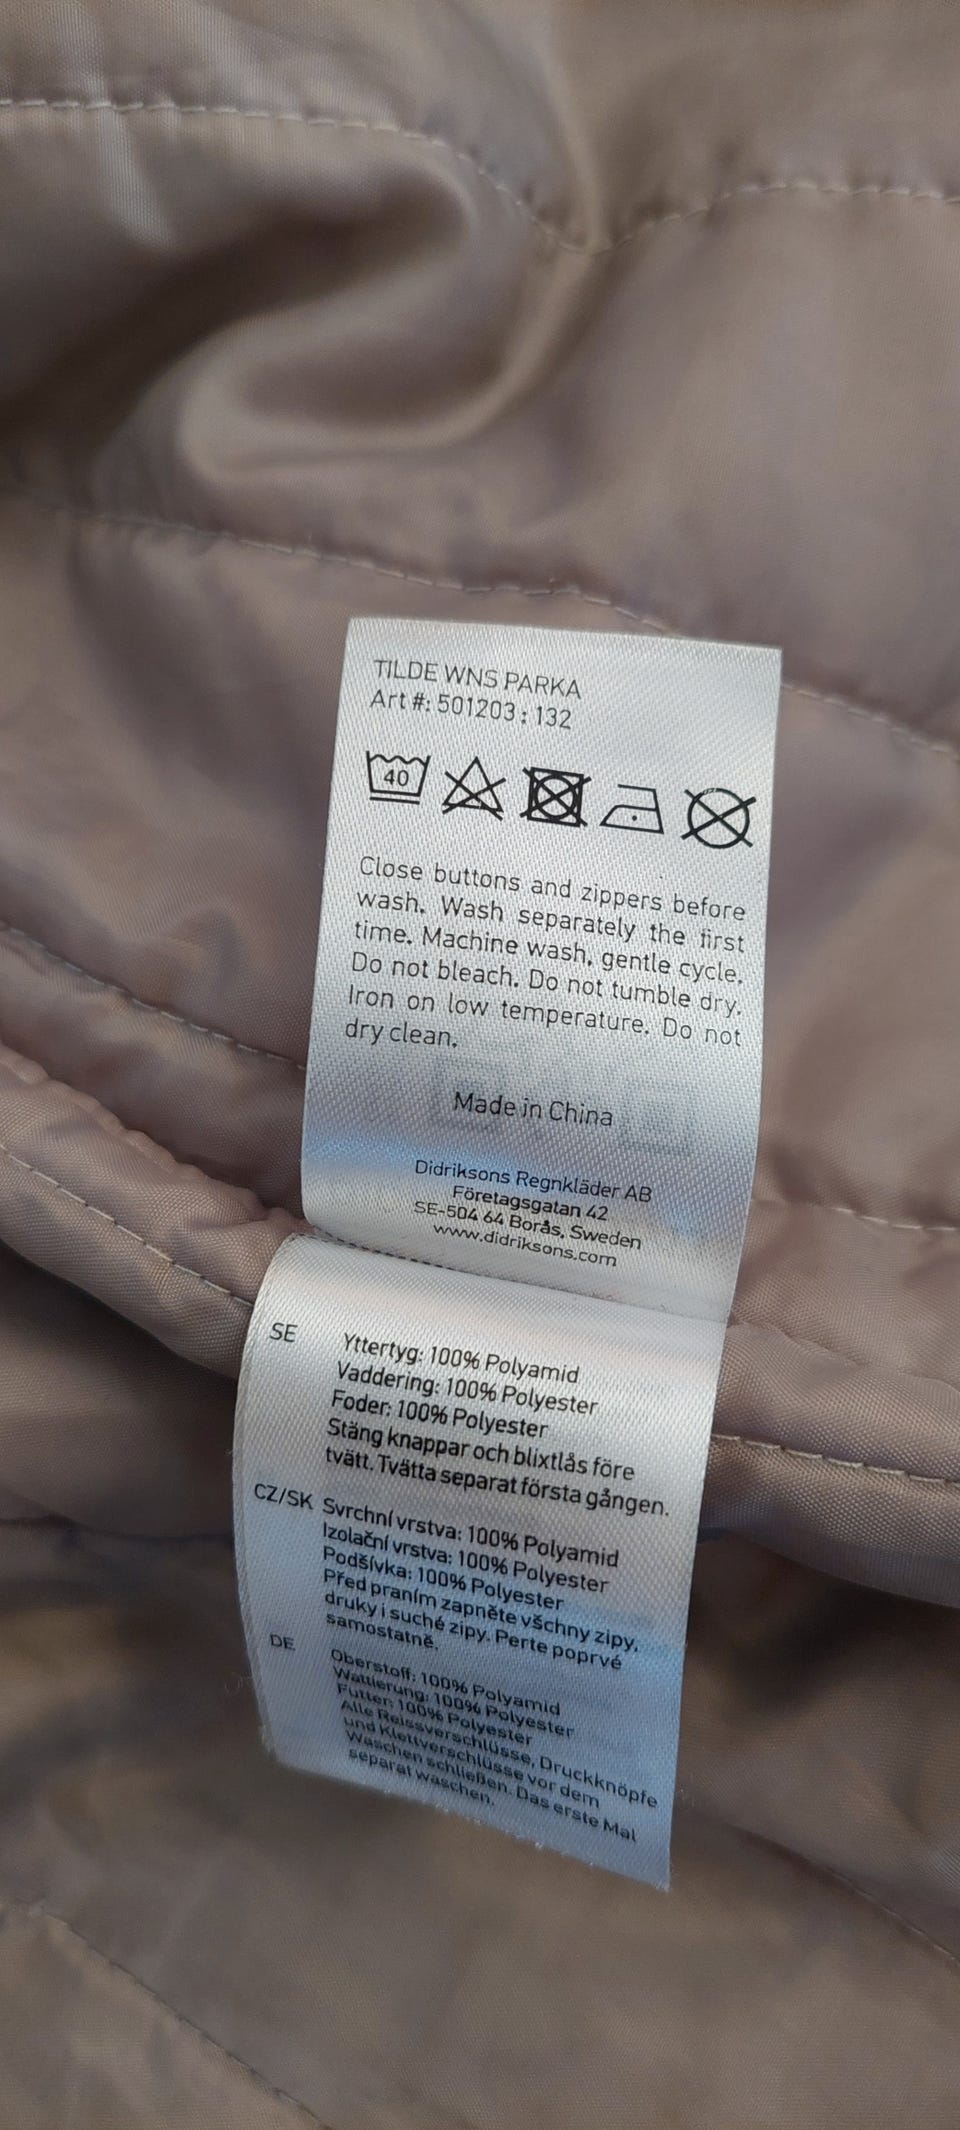 TILDE WNS PARKA
Art #: 501203 : 132
40
Close buttons and zippers before
wash. Wash separately the first
time. Machine wash, gentle cycle.
Do not bleach. Do not tumble dry.
Iron on low temperature. Do not
dry clean.
Made in China
Didriksons Regnkläder AB
Företagsgatan 42
SE-504 64 Borås, Sweden
www.didriksons.com
SE Yttertyg: 100% Polyamid
Vaddering: 100% Polyester
Foder: 100% Polyester
Stäng knappar och blixtlås före
tvätt. Tvätta separat första gången.
CZ/SK Svrchní vrstva: 100% Polyamid
Izolační vrstva: 100% Polyester
Podšívka: 100% Polyester
Před praním zapněte všchny zipy,
druky i suché zipy. Perte poprvé
samostatně.
DE Oberstoff: 100% Polyamid
Wattierung: 100% Polyester
Futter: 100% Polyester
Alle Reissverschlüsse, Druckknöpfe
und Klettverschlüsse vor dem
Waschen schließen. Das erste Mal
separat waschen.